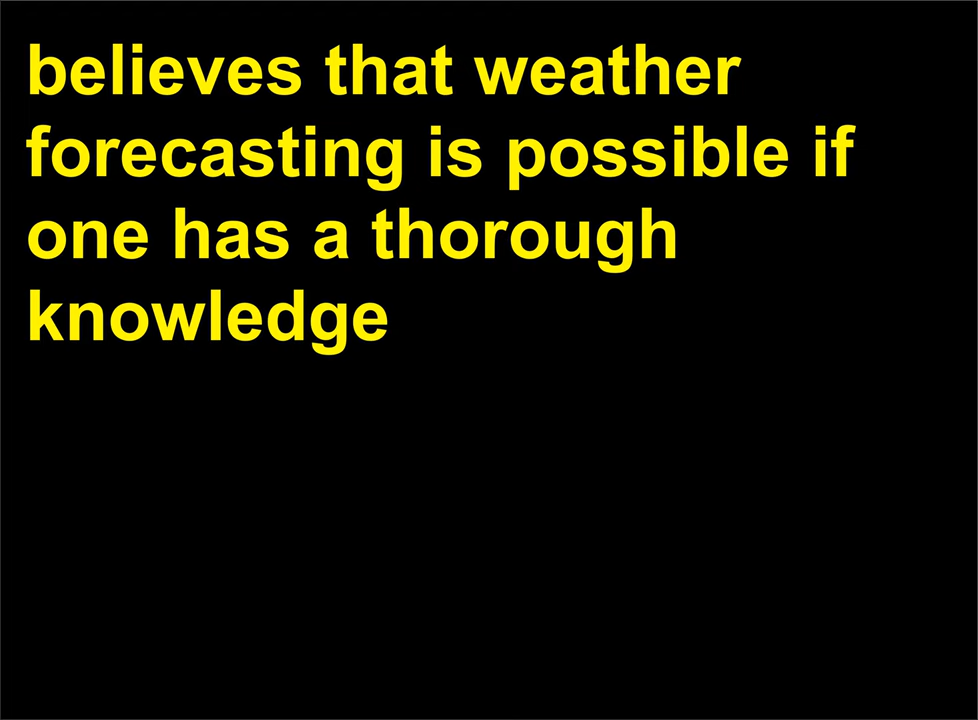 believes that weather
forecasting is possible if
one has a thorough
knowledge